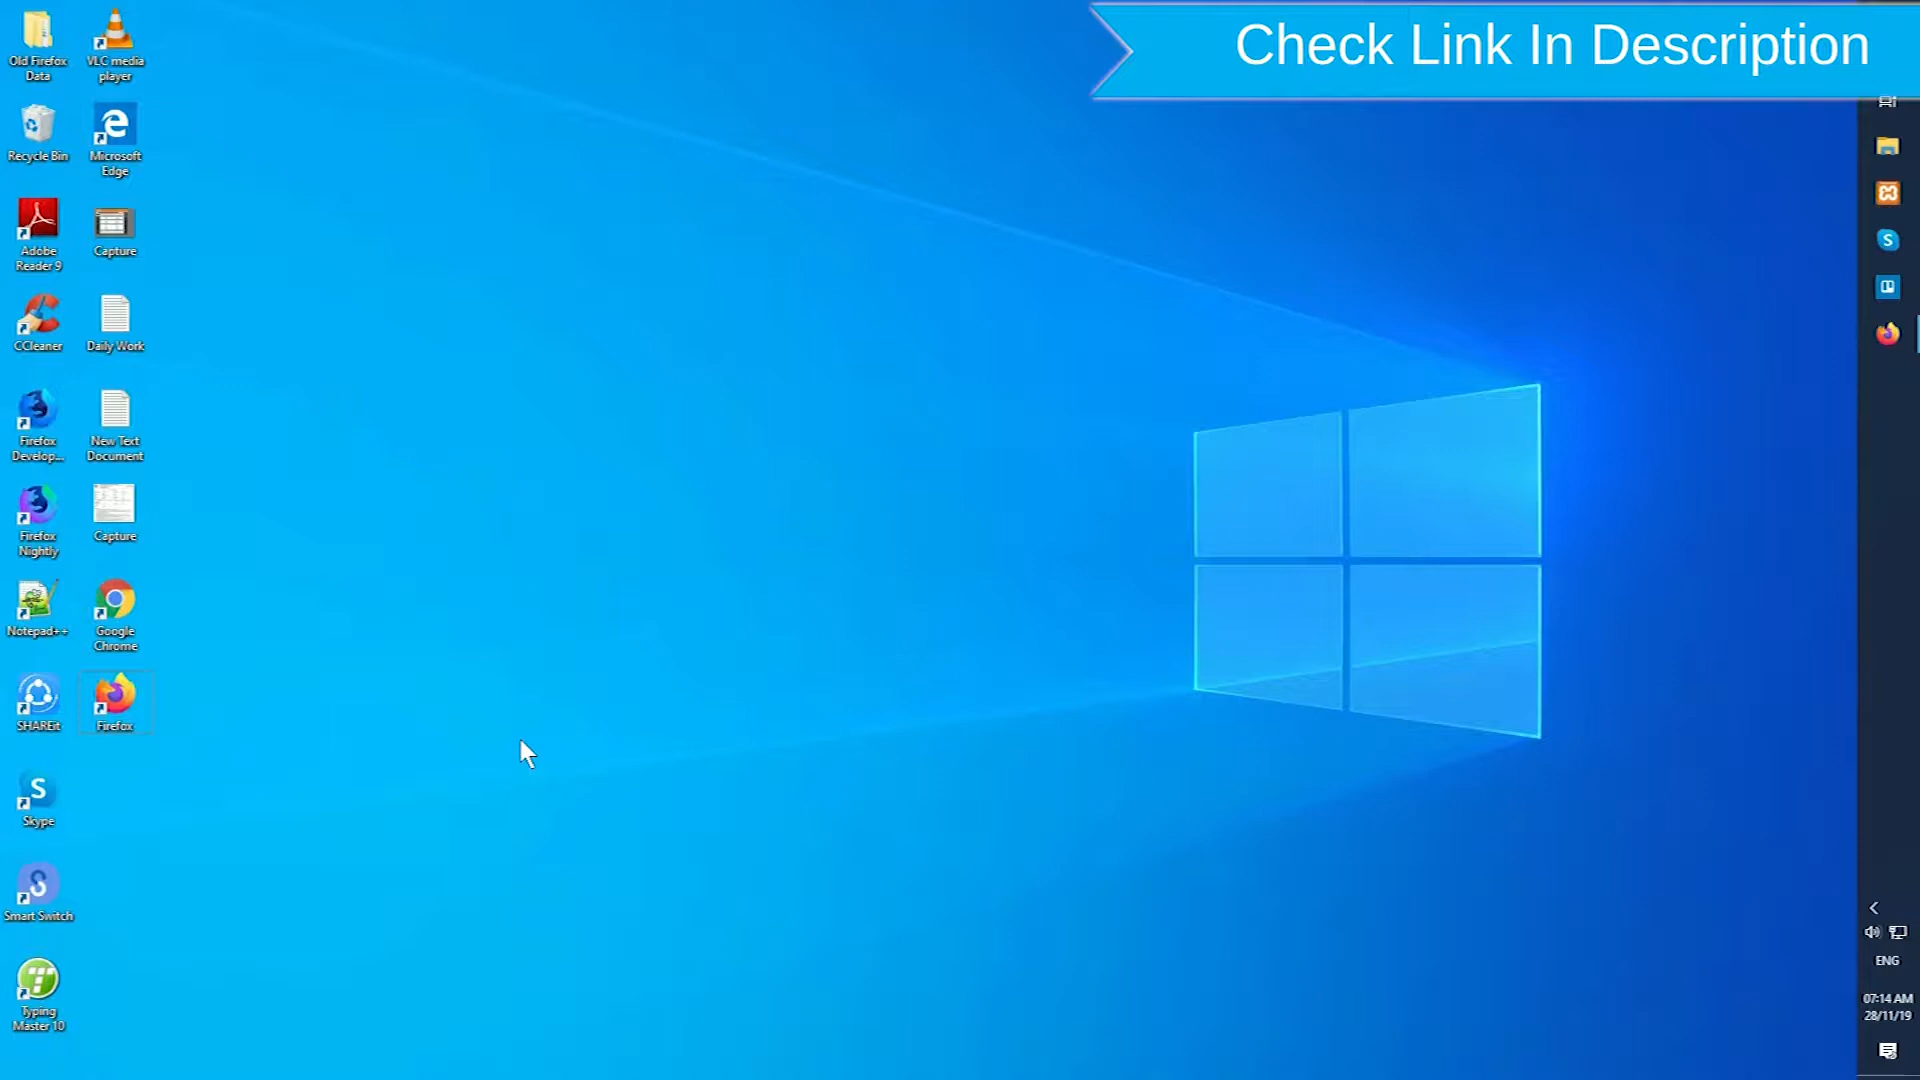 Check Link In Description
Old Firefox
Data
VLC media
player
Recycle Bin
Microsoft
Edge
Adobe
Reader 9
Capture
CCleaner
Daily Work
Firefox
Develop...
New Text
Document
Firefox
Nightly
Capture
Notepad++
Google
Chrome
SHAREit
Firefox
Skype
Smart Switch
Typing
Master 10
ENG
07:14 AM
28/11/19